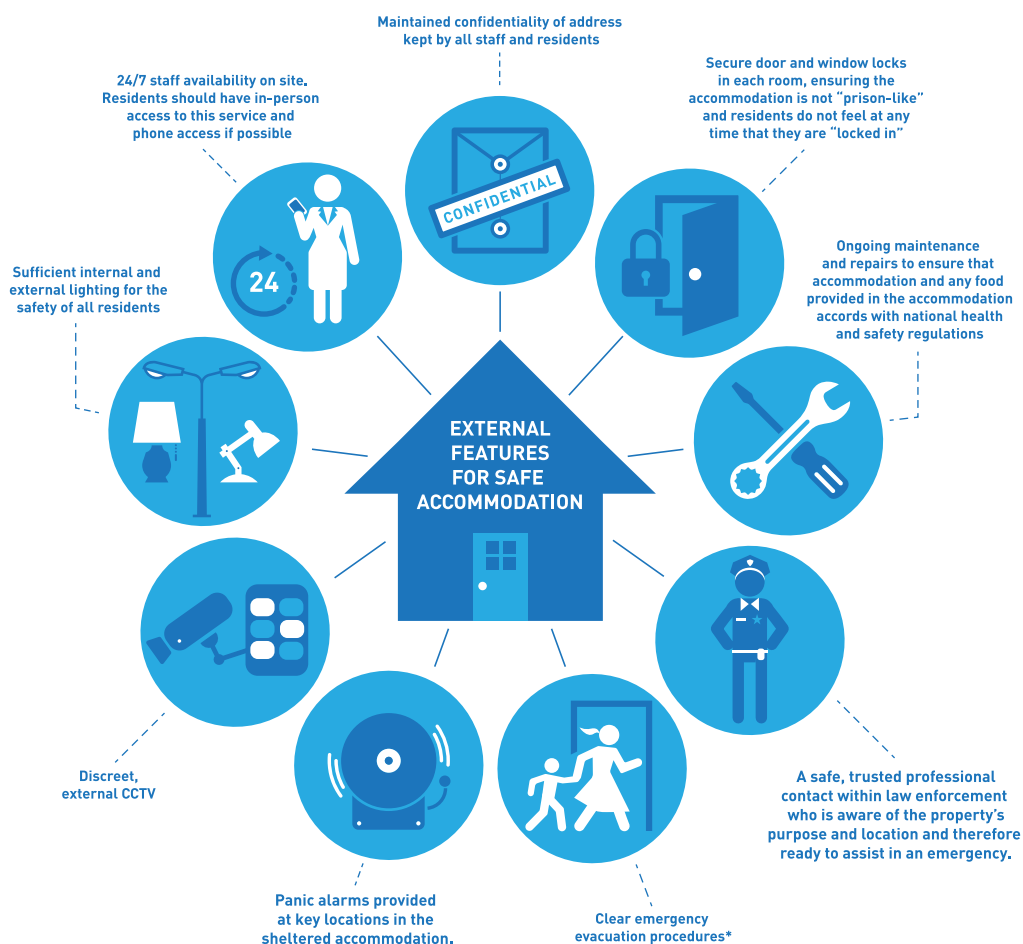 Maintained confidentiality of address
kept by all staff and residents
Secure door and window locks
in each room, ensuring the
accommodation is not “prison-like”
and residents do not feel at any
time that they are “locked in”
24/7 staff availability on site.
Residents should have in-person
access to this service and
phone access if possible
CONFIDENTIAL
Ongoing maintenance
and repairs to ensure that
accommodation and any food
provided in the accommodation
accords with national health
and safety regulations
Sufficient internal and
external lighting for the
safety of all residents
24
EXTERNAL
FEATURES
FOR SAFE
ACCOMMODATION
Discreet,
external CCTV
A safe, trusted professional
contact within law enforcement
who is aware of the property’s
purpose and location and therefore
ready to assist in an emergency.
Panic alarms provided
at key locations in the
sheltered accommodation.
Clear emergency
evacuation procedures*